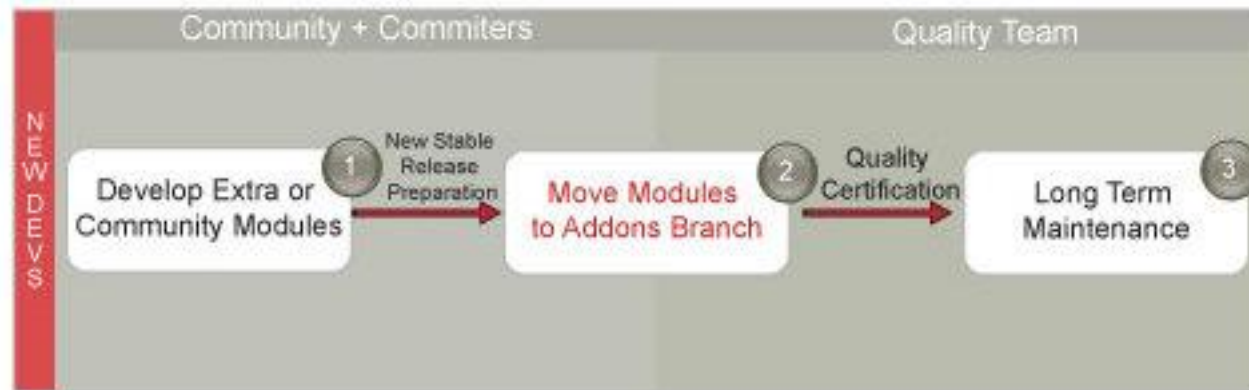 Community + Commiters
Quality Team
NEW DEVS
Develop Extra or
Community Modules
1
New Stable
Release
Preparation
Move Modules
to Addons Branch
2
Quality
Certification
Long Term
Maintenance
3